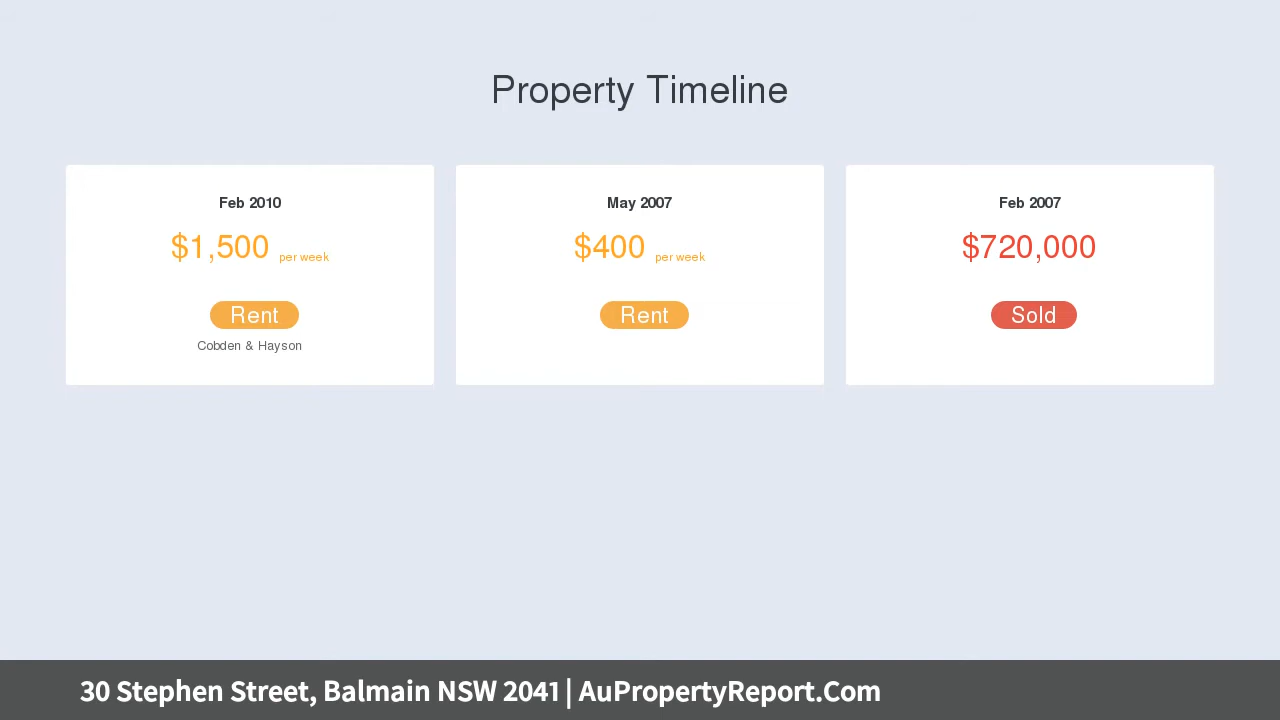 Property Timeline
Feb 2010
$1,500 per week
Rent
Cobden & Hayson
May 2007
$400 per week
Rent
Feb 2007
$720,000
Sold
30 Stephen Street, Balmain NSW 2041 | AuPropertyReport.Com